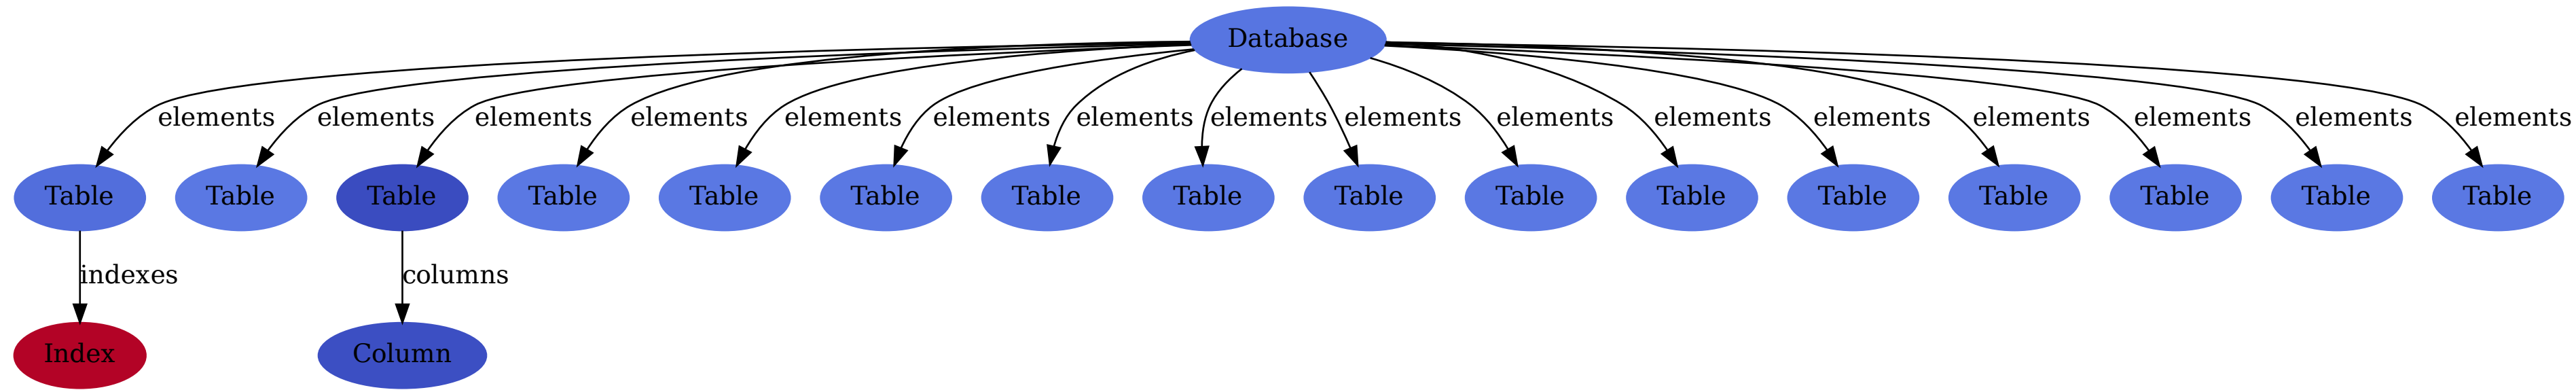 Database
elements elements elements elements elements elements elements elements elements elements elements elements elements elements elements elements
Table Table Table Table Table Table Table Table Table Table Table Table Table Table Table Table
indexes columns
Index Column